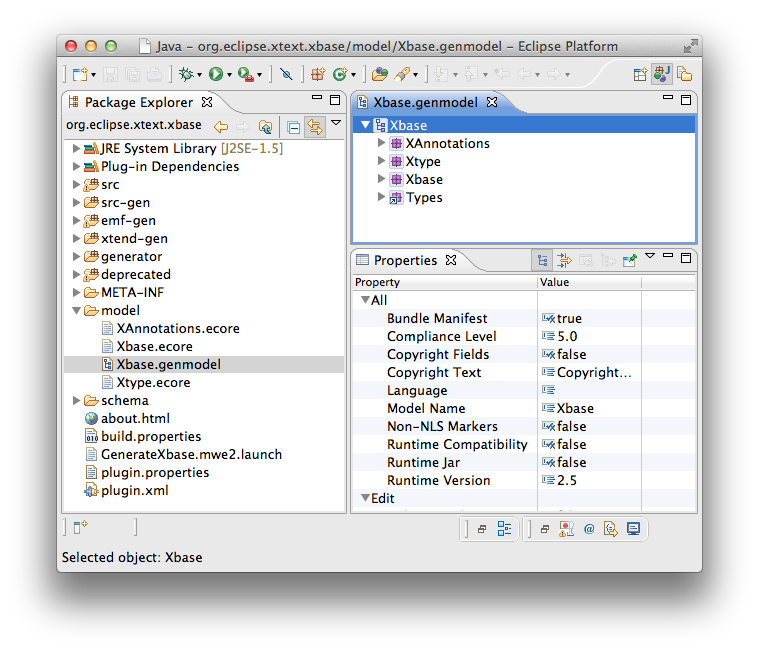 Java - org.eclipse.xtext.xbase/model/Xbase.genmodel - Eclipse Platform
Package Explorer
org.eclipse.xtext.xbase
JRE System Library [J2SE-1.5]
Plug-in Dependencies
src
src-gen
emf-gen
xtend-gen
generator
deprecated
META-INF
model
XAnnotations.ecore
Xbase.ecore
Xbase.genmodel
Xtype.ecore
schema
about.html
build.properties
GenerateXbase.mwe2.launch
plugin.properties
plugin.xml
Xbase.genmodel
Xbase
XAnnotations
Xtype
Xbase
Types
Properties
Property Value
All
Bundle Manifest true
Compliance Level 5.0
Copyright Fields false
Copyright Text Copyright...
Language
Model Name Xbase
Non-NLS Markers false
Runtime Compatibility false
Runtime Jar false
Runtime Version 2.5
Edit
Selected object: Xbase